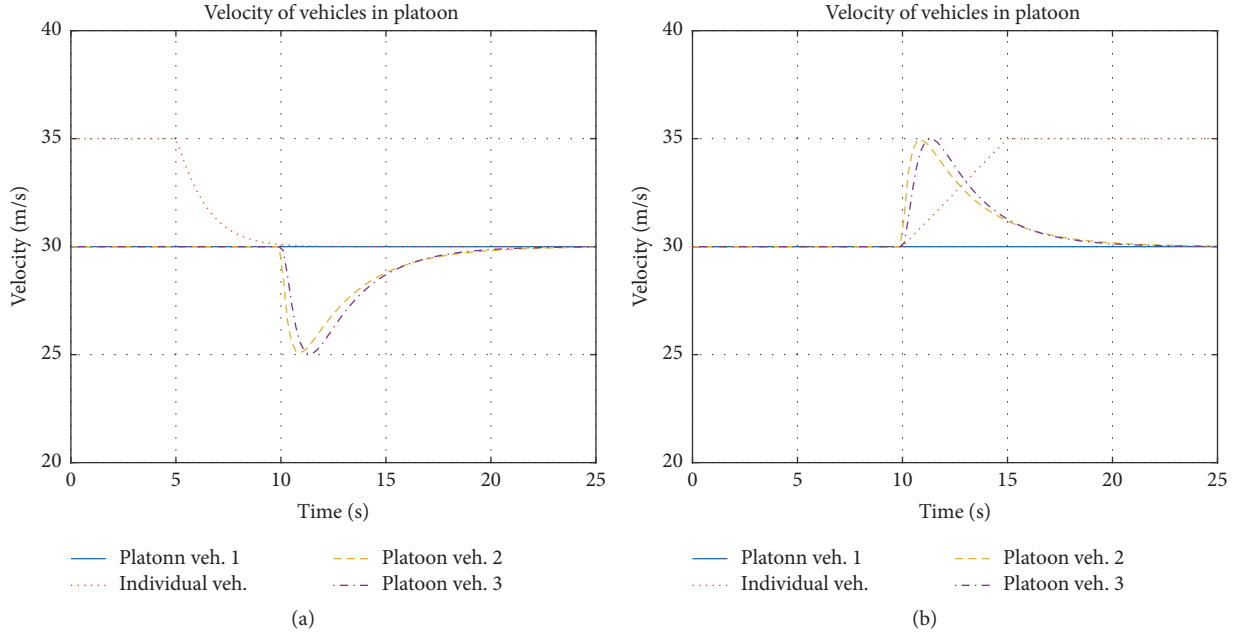 Velocity of vehicles in platoon
40
35
30
25
20
Velocity (m/s)
0 5 10 15 20 25
Time (s)
Platonn veh. 1
Individual veh.
Platoon veh. 2
Platoon veh. 3
(a)
Velocity of vehicles in platoon
40
35
30
25
20
Velocity (m/s)
0 5 10 15 20 25
Time (s)
Platonn veh. 1
Individual veh.
Platoon veh. 2
Platoon veh. 3
(b)